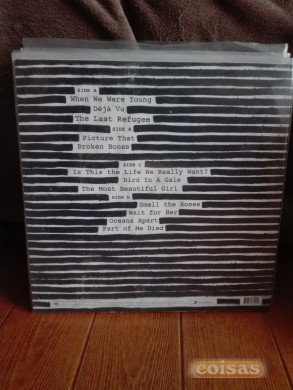 SIDE A
When We Were Young
Déjà Vu
The Last Refugee
SIDE B
Picture That
Broken Bones
SIDE C
Is This the Life We Really Want?
Bird In A Gale
The Most Beautiful Girl
SIDE D
Smell the Roses
Wait for Her
Oceans Apart
Part of Me Died
coisas